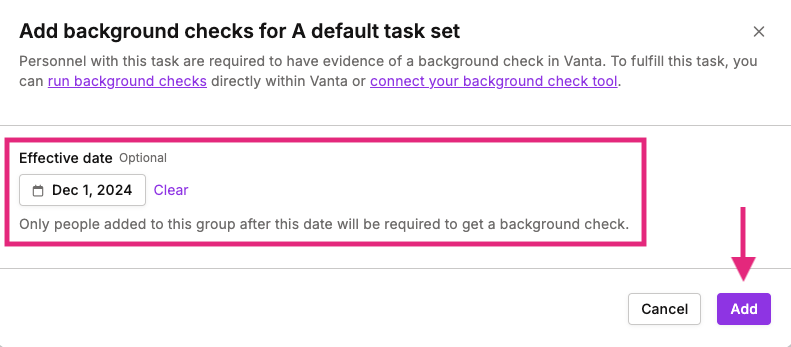 Add background checks for A default task set
Personnel with this task are required to have evidence of a background check in Vanta. To fulfill this task, you
can run background checks directly within Vanta or connect your background check tool.
Effective date Optional
Dec 1, 2024 Clear
Only people added to this group after this date will be required to get a background check.
Cancel Add